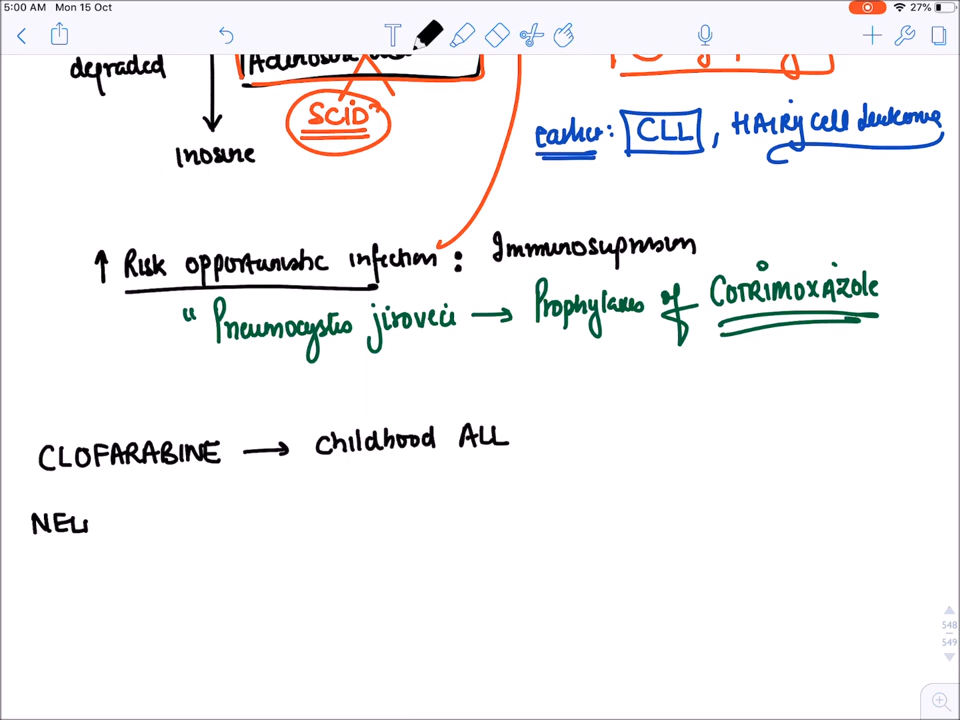 5:00 AM Mon 15 Oct 27%
T
degraded
SCID
Inosine
earlier: CLL, HAIRy cell leukemia
↑ Risk opportunistic infection : Immunosupression
" Pneumocystis jiroveci → Prophylaxis of COTRIMOXAZOLE
CLOFARABINE → childhood ALL
NEL
548
549